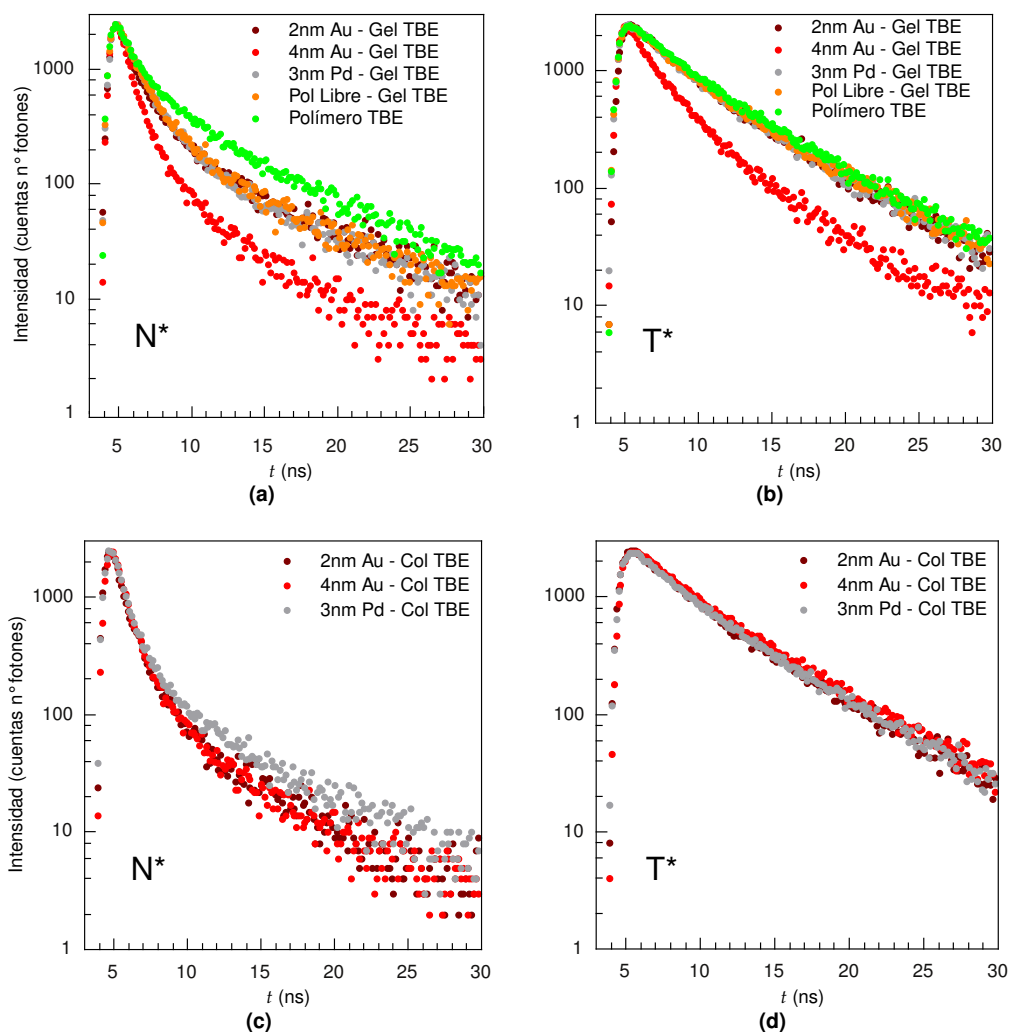 2nm Au - Gel TBE
4nm Au - Gel TBE
3nm Pd - Gel TBE
Pol Libre - Gel TBE
Polímero TBE
Intensidad (cuentas n° fotones)
1000
100
10
1
N*
5 10 15 20 25 30
t (ns)
(a)
2nm Au - Gel TBE
4nm Au - Gel TBE
3nm Pd - Gel TBE
Pol Libre - Gel TBE
Polímero TBE
1000
100
10
1
T*
5 10 15 20 25 30
t (ns)
(b)
2nm Au - Col TBE
4nm Au - Col TBE
3nm Pd - Col TBE
Intensidad (cuentas n°fotones)
1000
100
10
1
N*
5 10 15 20 25 30
t (ns)
(c)
2nm Au - Col TBE
4nm Au - Col TBE
3nm Pd - Col TBE
1000
100
10
1
T*
5 10 15 20 25 30
t (ns)
(d)